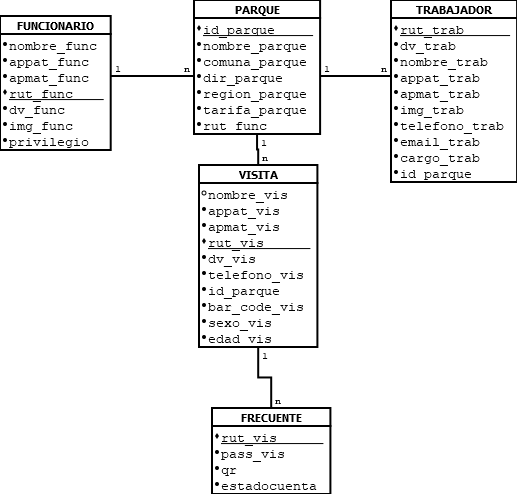 FUNCIONARIO
nombre_func
appat_func
apmat_func
rut_func
dv_func
img_func
privilegio
1
n
PARQUE
id_parque
nombre_parque
comuna_parque
dir_parque
region_parque
tarifa_parque
rut_func
1
n
TRABAJADOR
rut_trab
dv_trab
nombre_trab
appat_trab
apmat_trab
img_trab
telefono_trab
email_trab
cargo_trab
id_parque
1
n
VISITA
nombre_vis
appat_vis
apmat_vis
rut_vis
dv_vis
telefono_vis
id_parque
bar_code_vis
sexo_vis
edad_vis
1
n
FRECUENTE
rut_vis
pass_vis
qr
estadocuenta